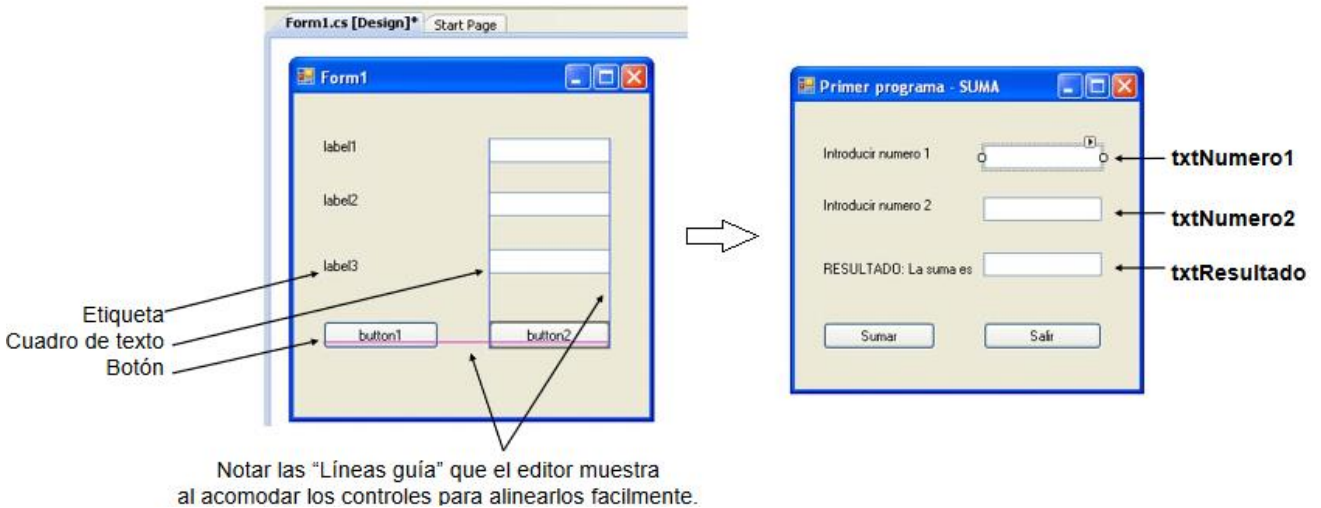 Form1.cs [Design]* Start Page
Form1
label1
label2
label3
button1 button2
Etiqueta
Cuadro de texto
Botón
Notar las “Líneas guía” que el editor muestra
al acomodar los controles para alinearlos facilmente.
Primer programa - SUMA
Introducir numero 1
Introducir numero 2
RESULTADO: La suma es
Sumar Salir
txtNumero1
txtNumero2
txtResultado